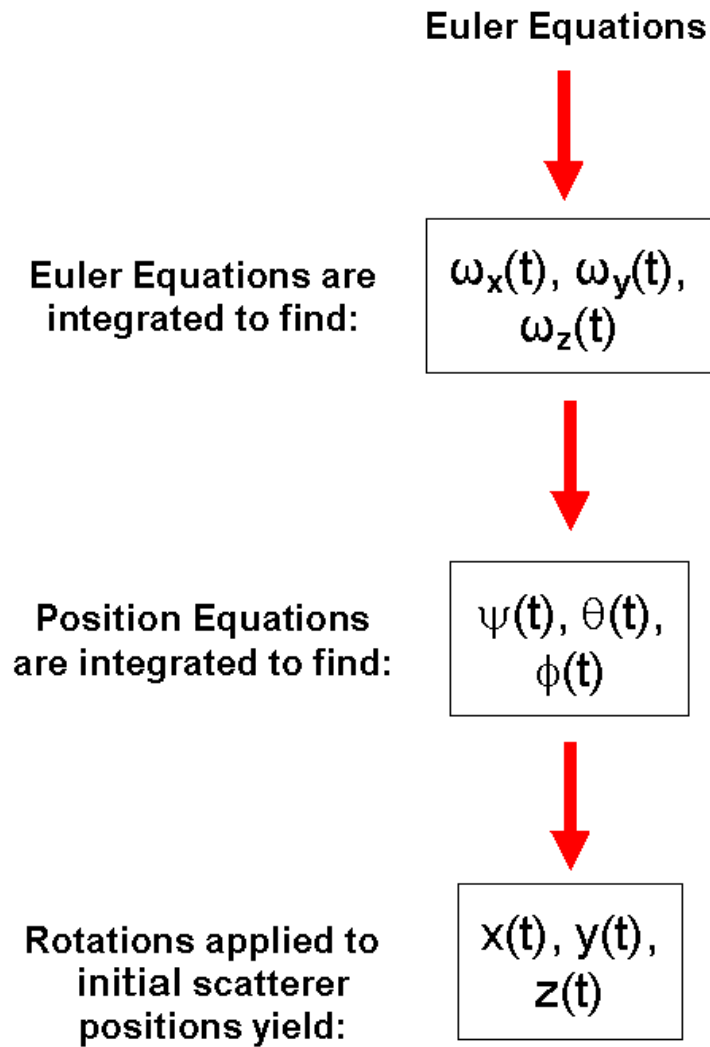 Euler Equations
Euler Equations are
integrated to find:
ωx(t), ωy(t),
ωz(t)
Position Equations
are integrated to find:
ψ(t), θ(t),
ϕ(t)
Rotations applied to
initial scatterer
positions yield:
x(t), y(t),
z(t)